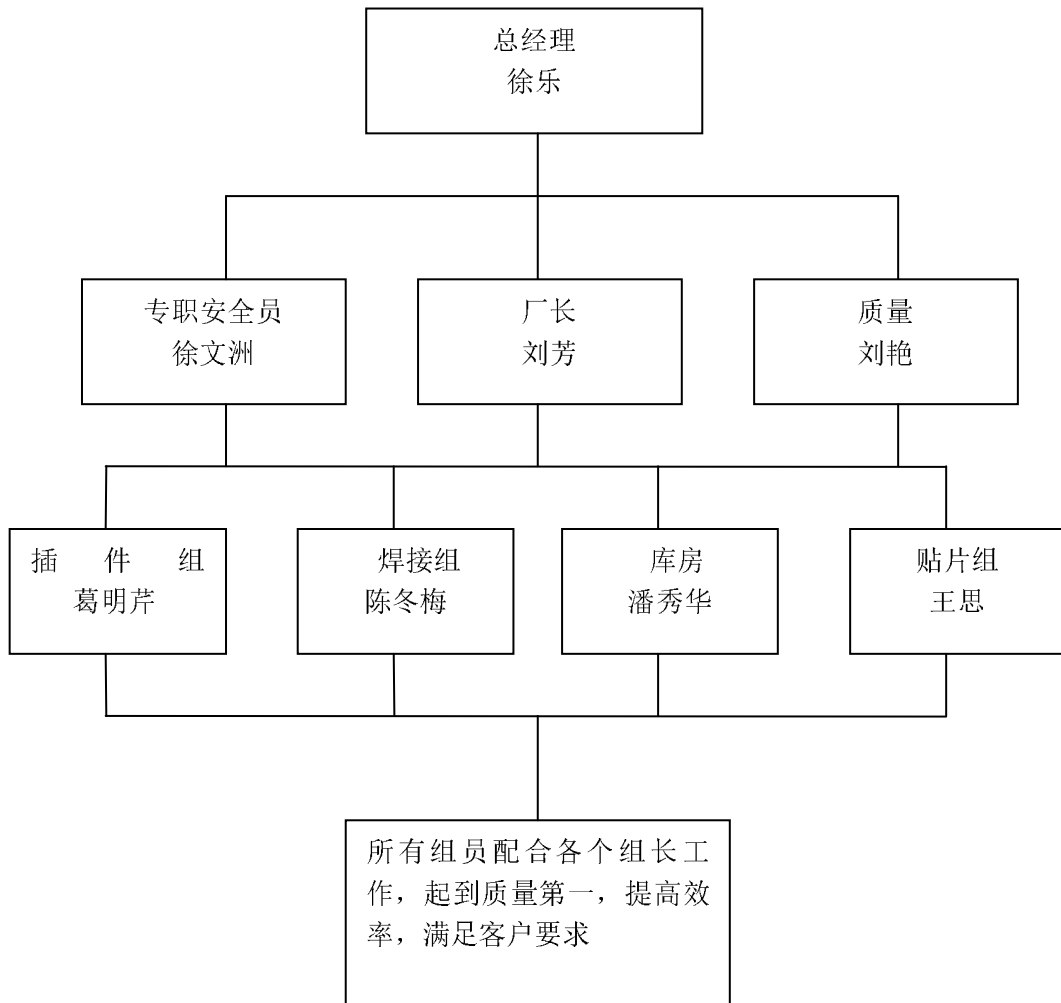 总经理
徐乐
专职安全员
徐文洲
厂长
刘芳
质量
刘艳
插 件 组
葛明芹
焊接组
陈冬梅
库房
潘秀华
贴片组
王思
所有组员配合各个组长工
作，起到质量第一，提高效
率，满足客户要求